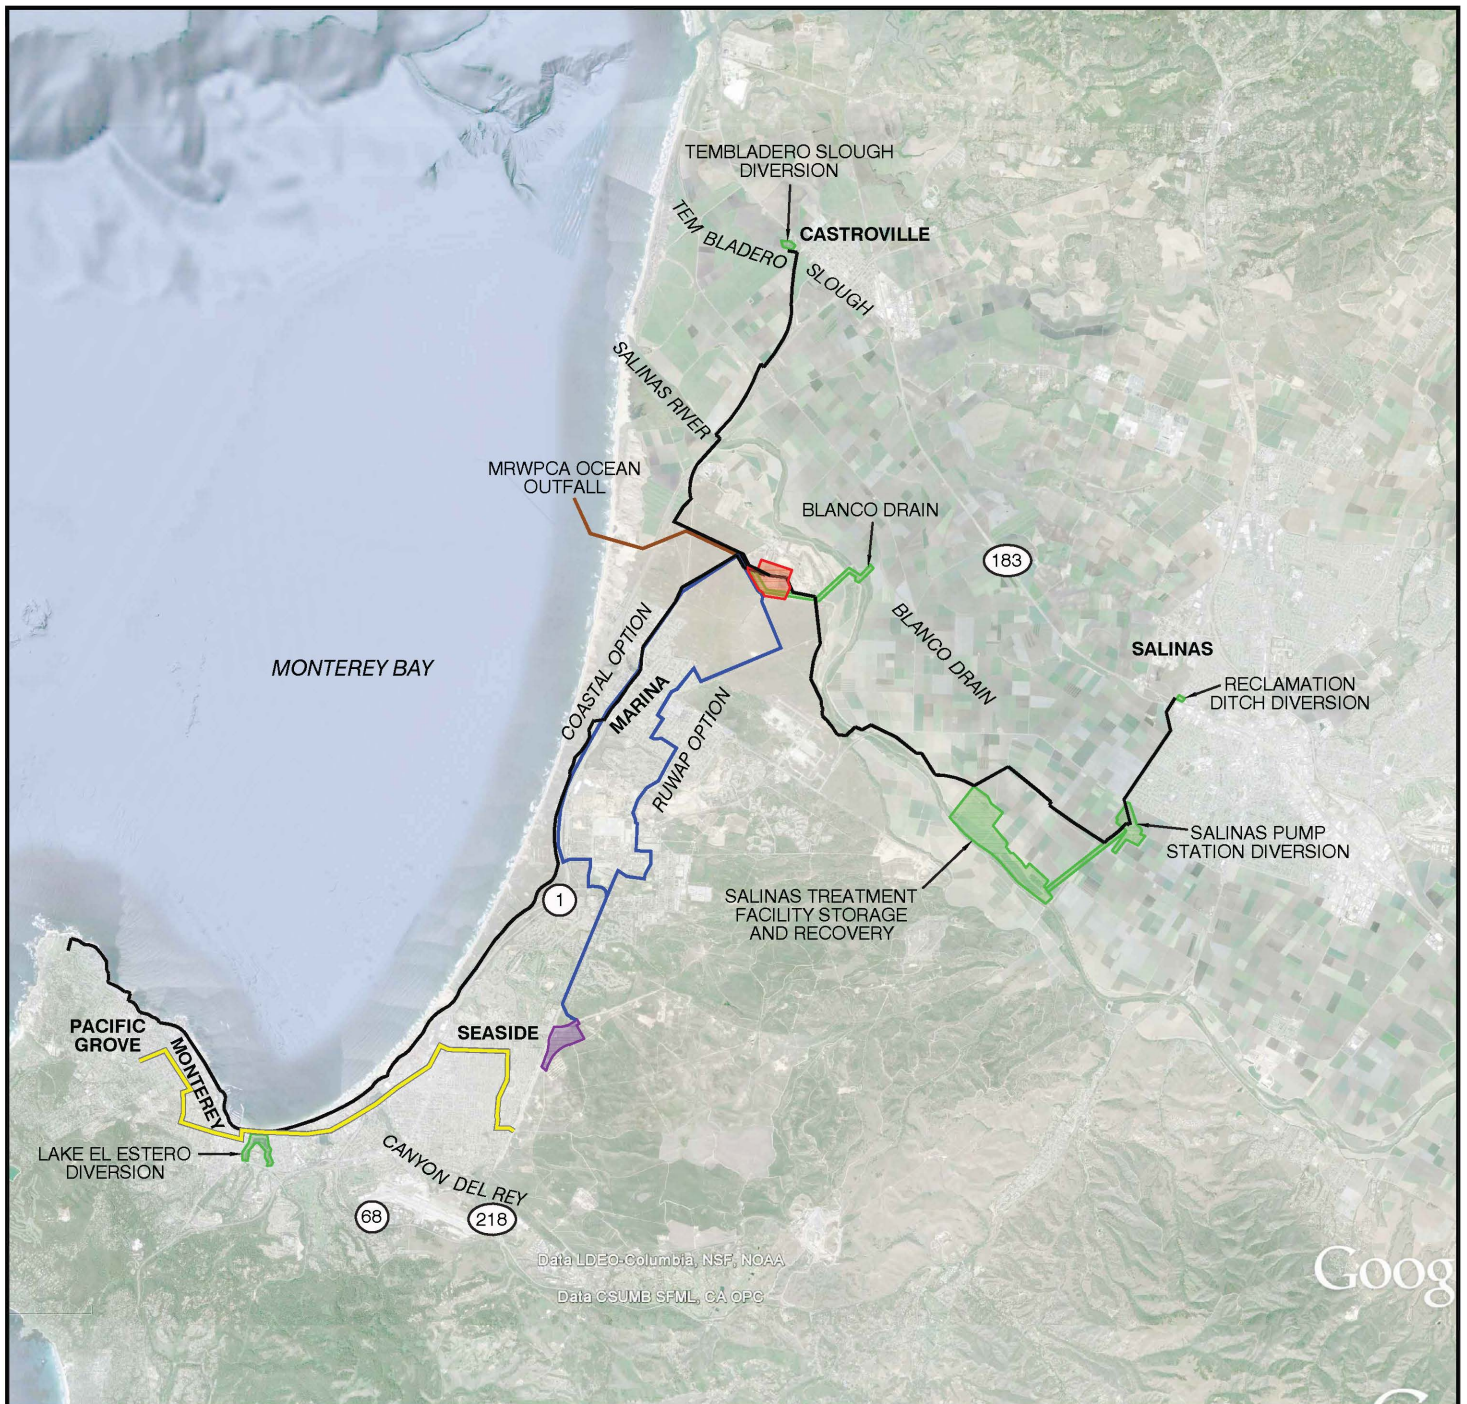 TEMBLADERO SLOUGH
DIVERSION
TEM BLADERO
SLOUGH
CASTROVILLE
SALINAS RIVER
MRWPCA OCEAN
OUTFALL
BLANCO DRAIN
183
BLANCO DRAIN
MONTEREY BAY
COASTAL OPTION
MARINA
RUWAP OPTION
SALINAS
RECLAMATION
DITCH DIVERSION
SALINAS PUMP
STATION DIVERSION
SALINAS TREATMENT
FACILITY STORAGE
AND RECOVERY
1
PACIFIC
GROVE
MONTEREY
SEASIDE
LAKE EL ESTERO
DIVERSION
CANYON DEL REY
68
218
Data LDEO-Columbia, NSF, NOAA
Data CSUMB SFML, CA OPC
Goog